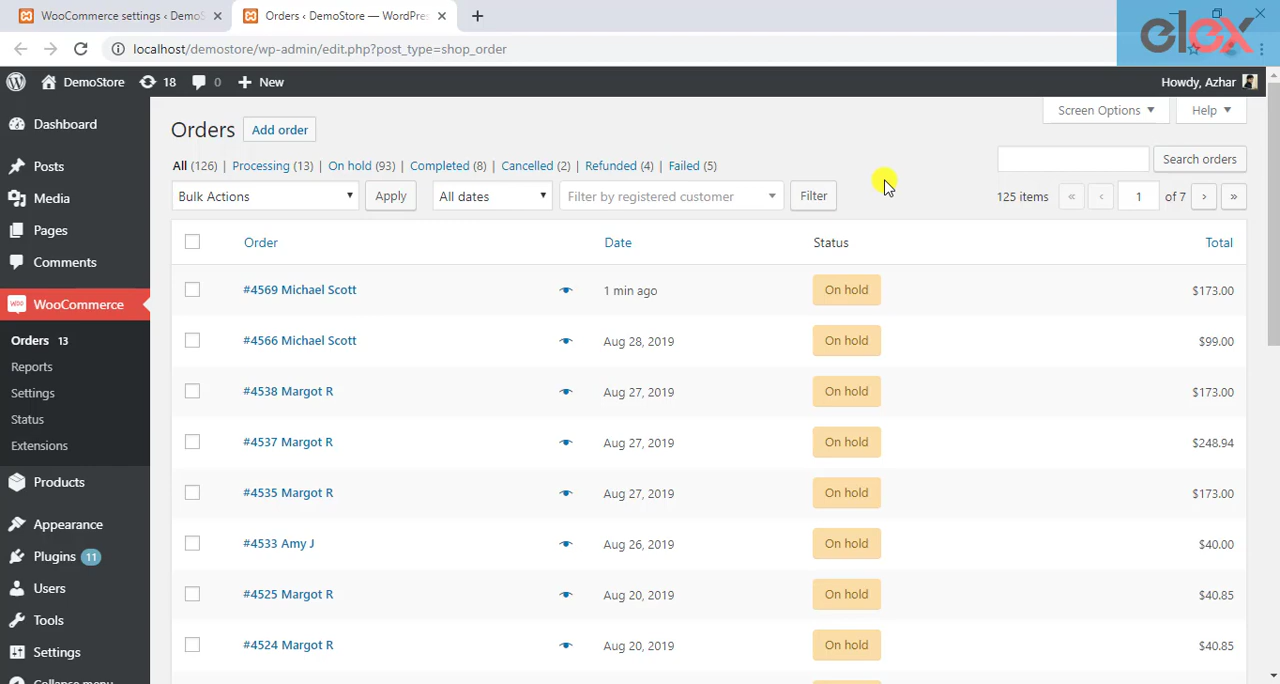 WooCommerce settings ‹ DemoS
Orders ‹ DemoStore — WordPres
elex
localhost/demostore/wp-admin/edit.php?post_type=shop_order
DemoStore 18 0 New
Howdy, Azhar
Screen Options Help
Dashboard
Posts
Media
Pages
Comments
WooCommerce
Orders 13
Reports
Settings
Status
Extensions
Products
Appearance
Plugins 11
Users
Tools
Settings
Collapse menu
Orders Add order
All (126) | Processing (13) | On hold (93) | Completed (8) | Cancelled (2) | Refunded (4) | Failed (5)
Search orders
Bulk Actions Apply All dates Filter by registered customer Filter
125 items « ‹ 1 of 7 › »
Order Date Status Total
#4569 Michael Scott 1 min ago On hold $173.00
#4566 Michael Scott Aug 28, 2019 On hold $99.00
#4538 Margot R Aug 27, 2019 On hold $173.00
#4537 Margot R Aug 27, 2019 On hold $248.94
#4535 Margot R Aug 27, 2019 On hold $173.00
#4533 Amy J Aug 26, 2019 On hold $40.00
#4525 Margot R Aug 20, 2019 On hold $40.85
#4524 Margot R Aug 20, 2019 On hold $40.85